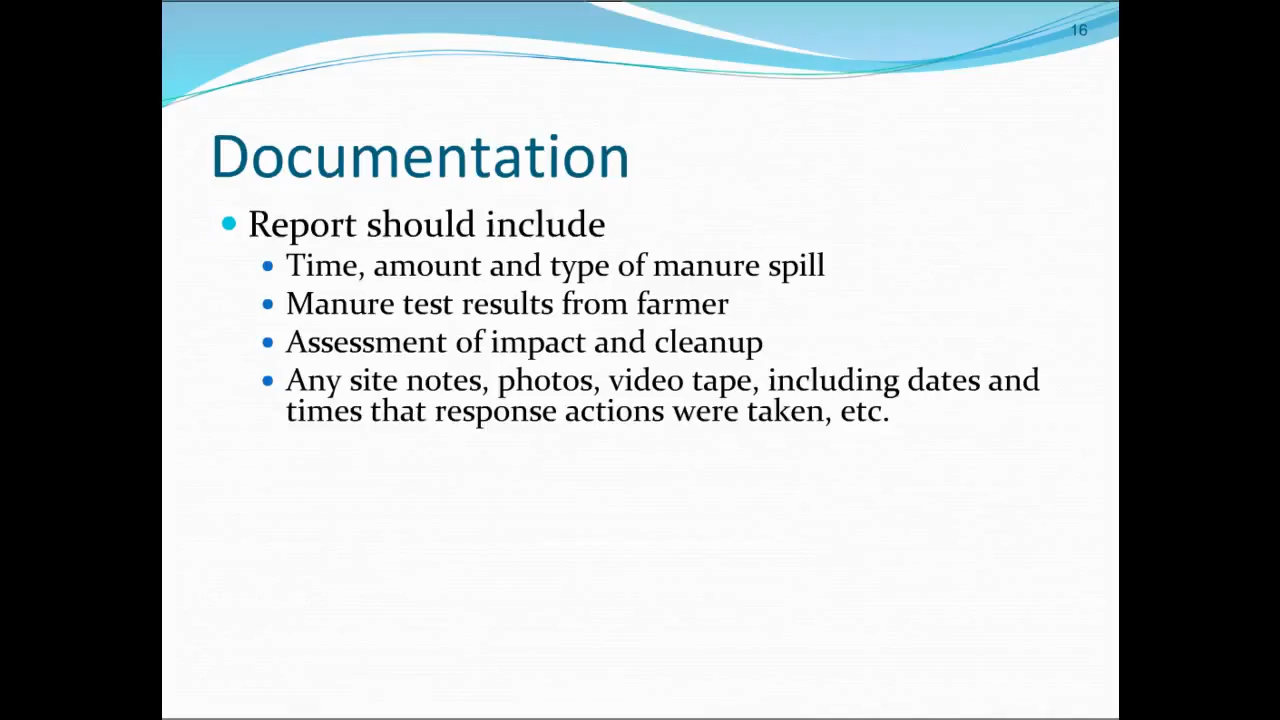 16
Documentation
• Report should include
• Time, amount and type of manure spill
• Manure test results from farmer
• Assessment of impact and cleanup
• Any site notes, photos, video tape, including dates and
times that response actions were taken, etc.